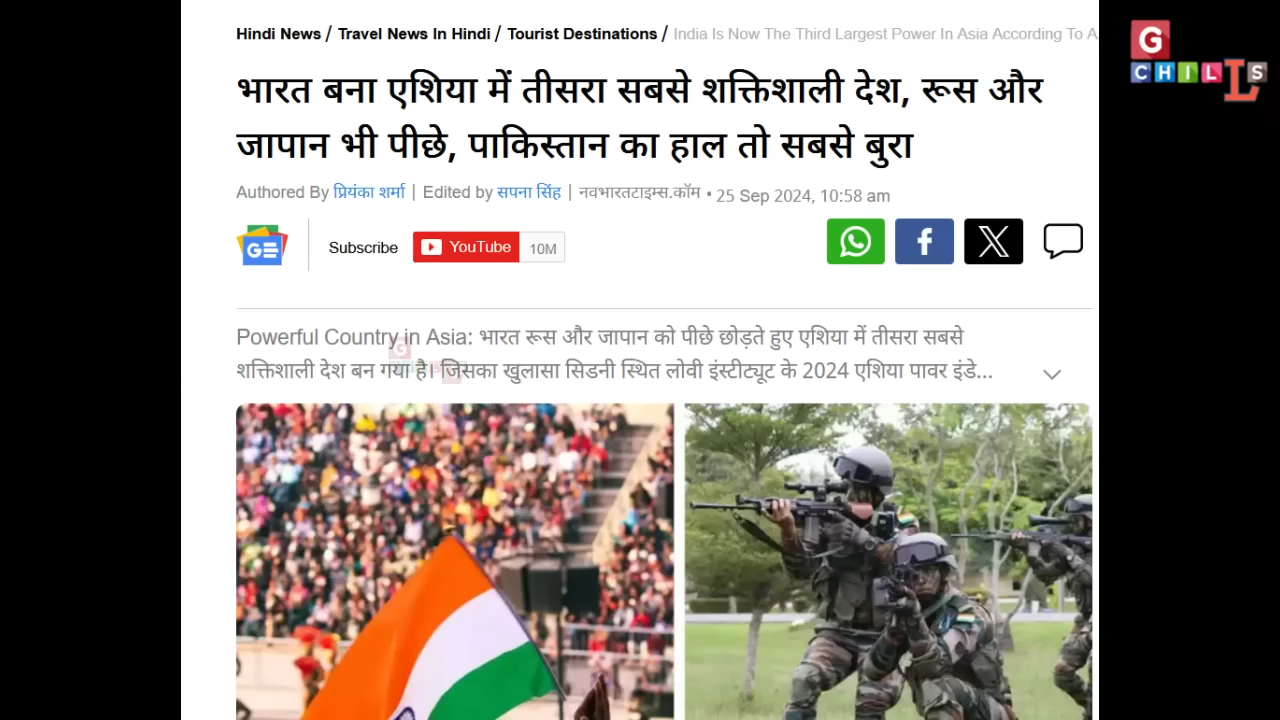 Hindi News / Travel News In Hindi / Tourist Destinations / India Is Now The Third Largest Power In Asia According To A
G
CHILLS
भारत बना एशिया में तीसरा सबसे शक्तिशाली देश, रूस और
जापान भी पीछे, पाकिस्तान का हाल तो सबसे बुरा
Authored By प्रियंका शर्मा | Edited by सपना सिंह | नवभारतटाइम्स.कॉम • 25 Sep 2024, 10:58 am
Subscribe YouTube 10M
Powerful Country in Asia: भारत रूस और जापान को पीछे छोड़ते हुए एशिया में तीसरा सबसे
शक्तिशाली देश बन गया है। जिसका खुलासा सिडनी स्थित लोवी इंस्टीट्यूट के 2024 एशिया पावर इंडे...